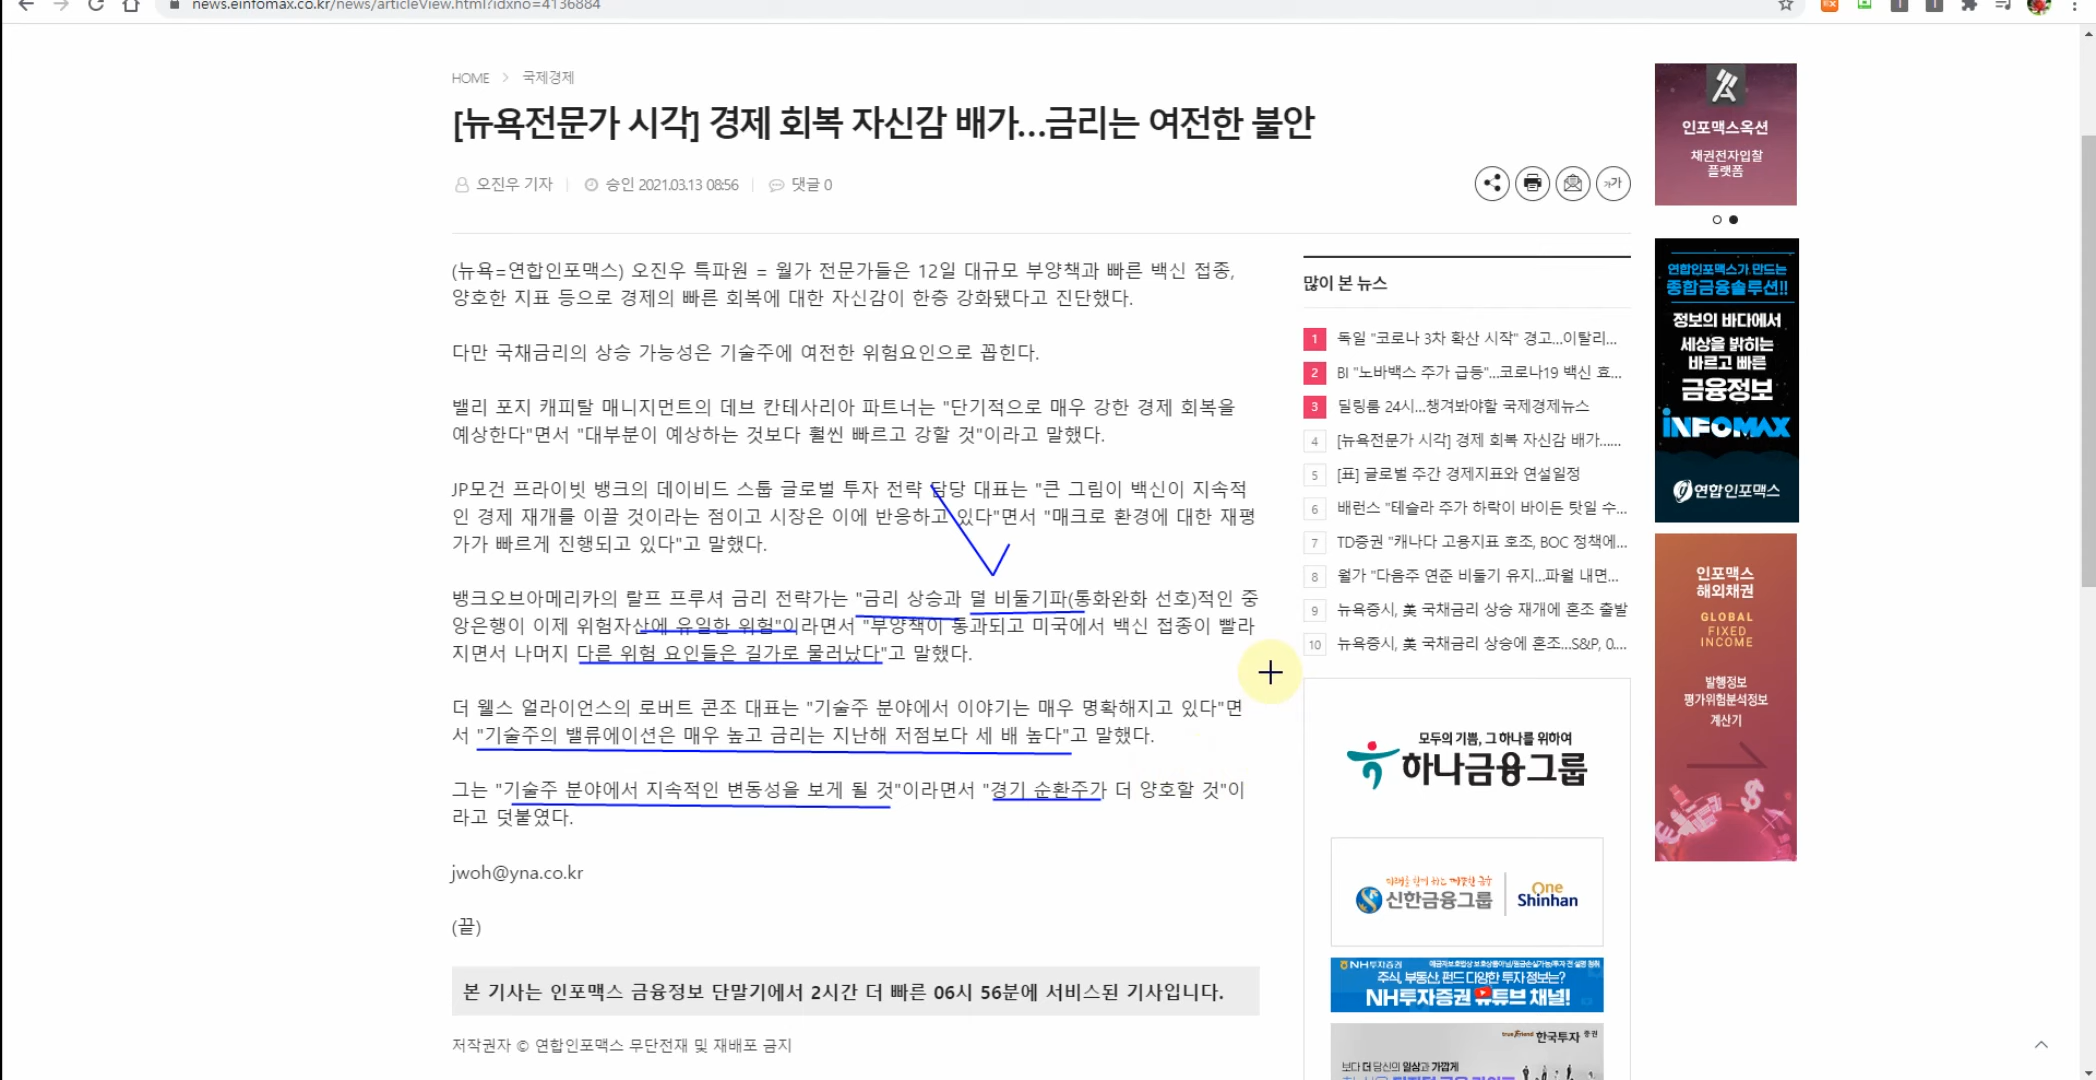 news.einfomax.co.kr/news/articleView.html?idxno=4136884
HOME > 국제경제
[뉴욕전문가 시각] 경제 회복 자신감 배가...금리는 여전한 불안
오진우 기자
승인 2021.03.13 08:56
댓글 0
가가
(뉴욕=연합인포맥스) 오진우 특파원 = 월가 전문가들은 12일 대규모 부양책과 빠른 백신 접종,
양호한 지표 등으로 경제의 빠른 회복에 대한 자신감이 한층 강화됐다고 진단했다.
다만 국채금리의 상승 가능성은 기술주에 여전한 위험요인으로 꼽힌다.
밸리 포지 캐피탈 매니지먼트의 데브 칸테사리아 파트너는 "단기적으로 매우 강한 경제 회복을
예상한다"면서 "대부분이 예상하는 것보다 훨씬 빠르고 강할 것"이라고 말했다.
JP모건 프라이빗 뱅크의 데이비드 스툽 글로벌 투자 전략 담당 대표는 "큰 그림이 백신이 지속적
인 경제 재개를 이끌 것이라는 점이고 시장은 이에 반응하고 있다"면서 "매크로 환경에 대한 재평
가가 빠르게 진행되고 있다"고 말했다.
뱅크오브아메리카의 랄프 프루셔 금리 전략가는 "금리 상승과 덜 비둘기파(통화완화 선호)적인 중
앙은행이 이제 위험자산에 유일한 위험"이라면서 "부양책이 통과되고 미국에서 백신 접종이 빨라
지면서 나머지 다른 위험 요인들은 길가로 물러났다"고 말했다.
더 웰스 얼라이언스의 로버트 콘조 대표는 "기술주 분야에서 이야기는 매우 명확해지고 있다"면
서 "기술주의 밸류에이션은 매우 높고 금리는 지난해 저점보다 세 배 높다"고 말했다.
그는 "기술주 분야에서 지속적인 변동성을 보게 될 것"이라면서 "경기 순환주가 더 양호할 것"이
라고 덧붙였다.
jwoh@yna.co.kr
(끝)
본 기사는 인포맥스 금융정보 단말기에서 2시간 더 빠른 06시 56분에 서비스된 기사입니다.
저작권자 © 연합인포맥스 무단전재 및 재배포 금지
많이 본 뉴스
1 독일 "코로나 3차 확산 시작" 경고...이탈리...
2 BI "노바백스 주가 급등"...코로나19 백신 효...
3 딜링룸 24시...챙겨봐야할 국제경제뉴스
4 [뉴욕전문가 시각] 경제 회복 자신감 배가......
5 [표] 글로벌 주간 경제지표와 연설일정
6 배런스 "테슬라 주가 하락이 바이든 탓일 수...
7 TD증권 "캐나다 고용지표 호조, BOC 정책에...
8 월가 "다음주 연준 비둘기 유지...파월 내면...
9 뉴욕증시, 美 국채금리 상승 재개에 혼조 출발
10 뉴욕증시, 美 국채금리 상승에 혼조...S&P, 0....
모두의 기쁨, 그 하나를 위하여
하나금융그룹
신한금융그룹
One
Shinhan
NH투자증권
주식, 부동산, 펀드 다양한 투자 정보는?
NH투자증권 유튜브 채널!
true Friend 한국투자증권
보다 더 당신의 일상과 가깝게
인포맥스옥션
채권전자입찰
플랫폼
연합인포맥스가 만드는
종합금융솔루션!!
정보의 바다에서
세상을 밝히는
바르고 빠른
금융정보
INFOMAX
연합인포맥스
인포맥스
해외채권
GLOBAL
FIXED
INCOME
발행정보
평가위험분석정보
계산기